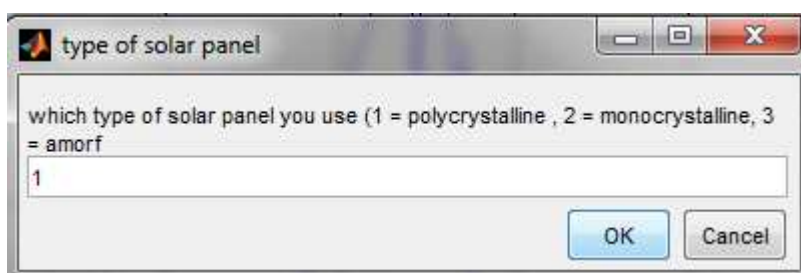 type of solar panel
which type of solar panel you use (1 = polycrystalline , 2 = monocrystalline, 3
= amorf
1
OK Cancel